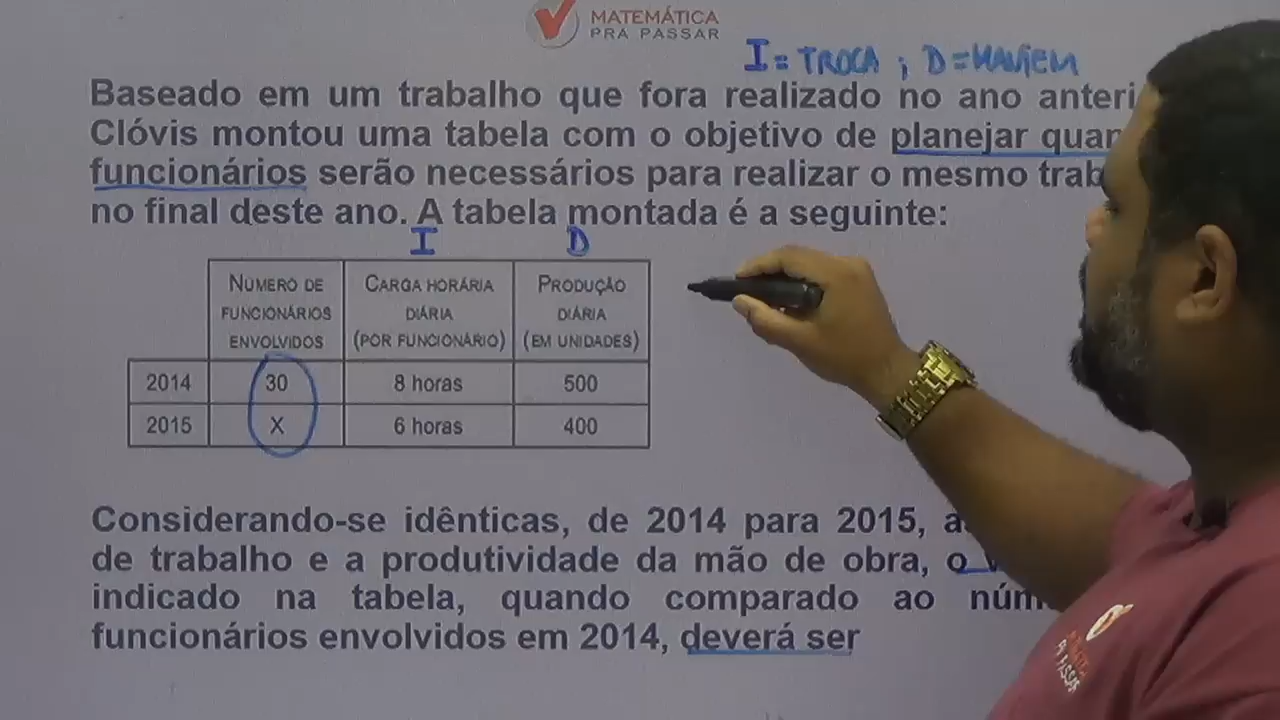 MATEMÁTICA
PRA PASSAR
I = TROCA ; D = MANTEM
Baseado em um trabalho que fora realizado no ano anteri
Clóvis montou uma tabela com o objetivo de planejar quan
funcionários serão necessários para realizar o mesmo trab
no final deste ano. A tabela montada é a seguinte:
I D
NÚMERO DE FUNCIONÁRIOS ENVOLVIDOS CARGA HORÁRIA DIÁRIA (POR FUNCIONÁRIO) PRODUÇÃO DIÁRIA (EM UNIDADES)
2014 30 8 horas 500
2015 X 6 horas 400
Considerando-se idênticas, de 2014 para 2015, a
de trabalho e a produtividade da mão de obra, o
indicado na tabela, quando comparado ao núm
funcionários envolvidos em 2014, deverá ser